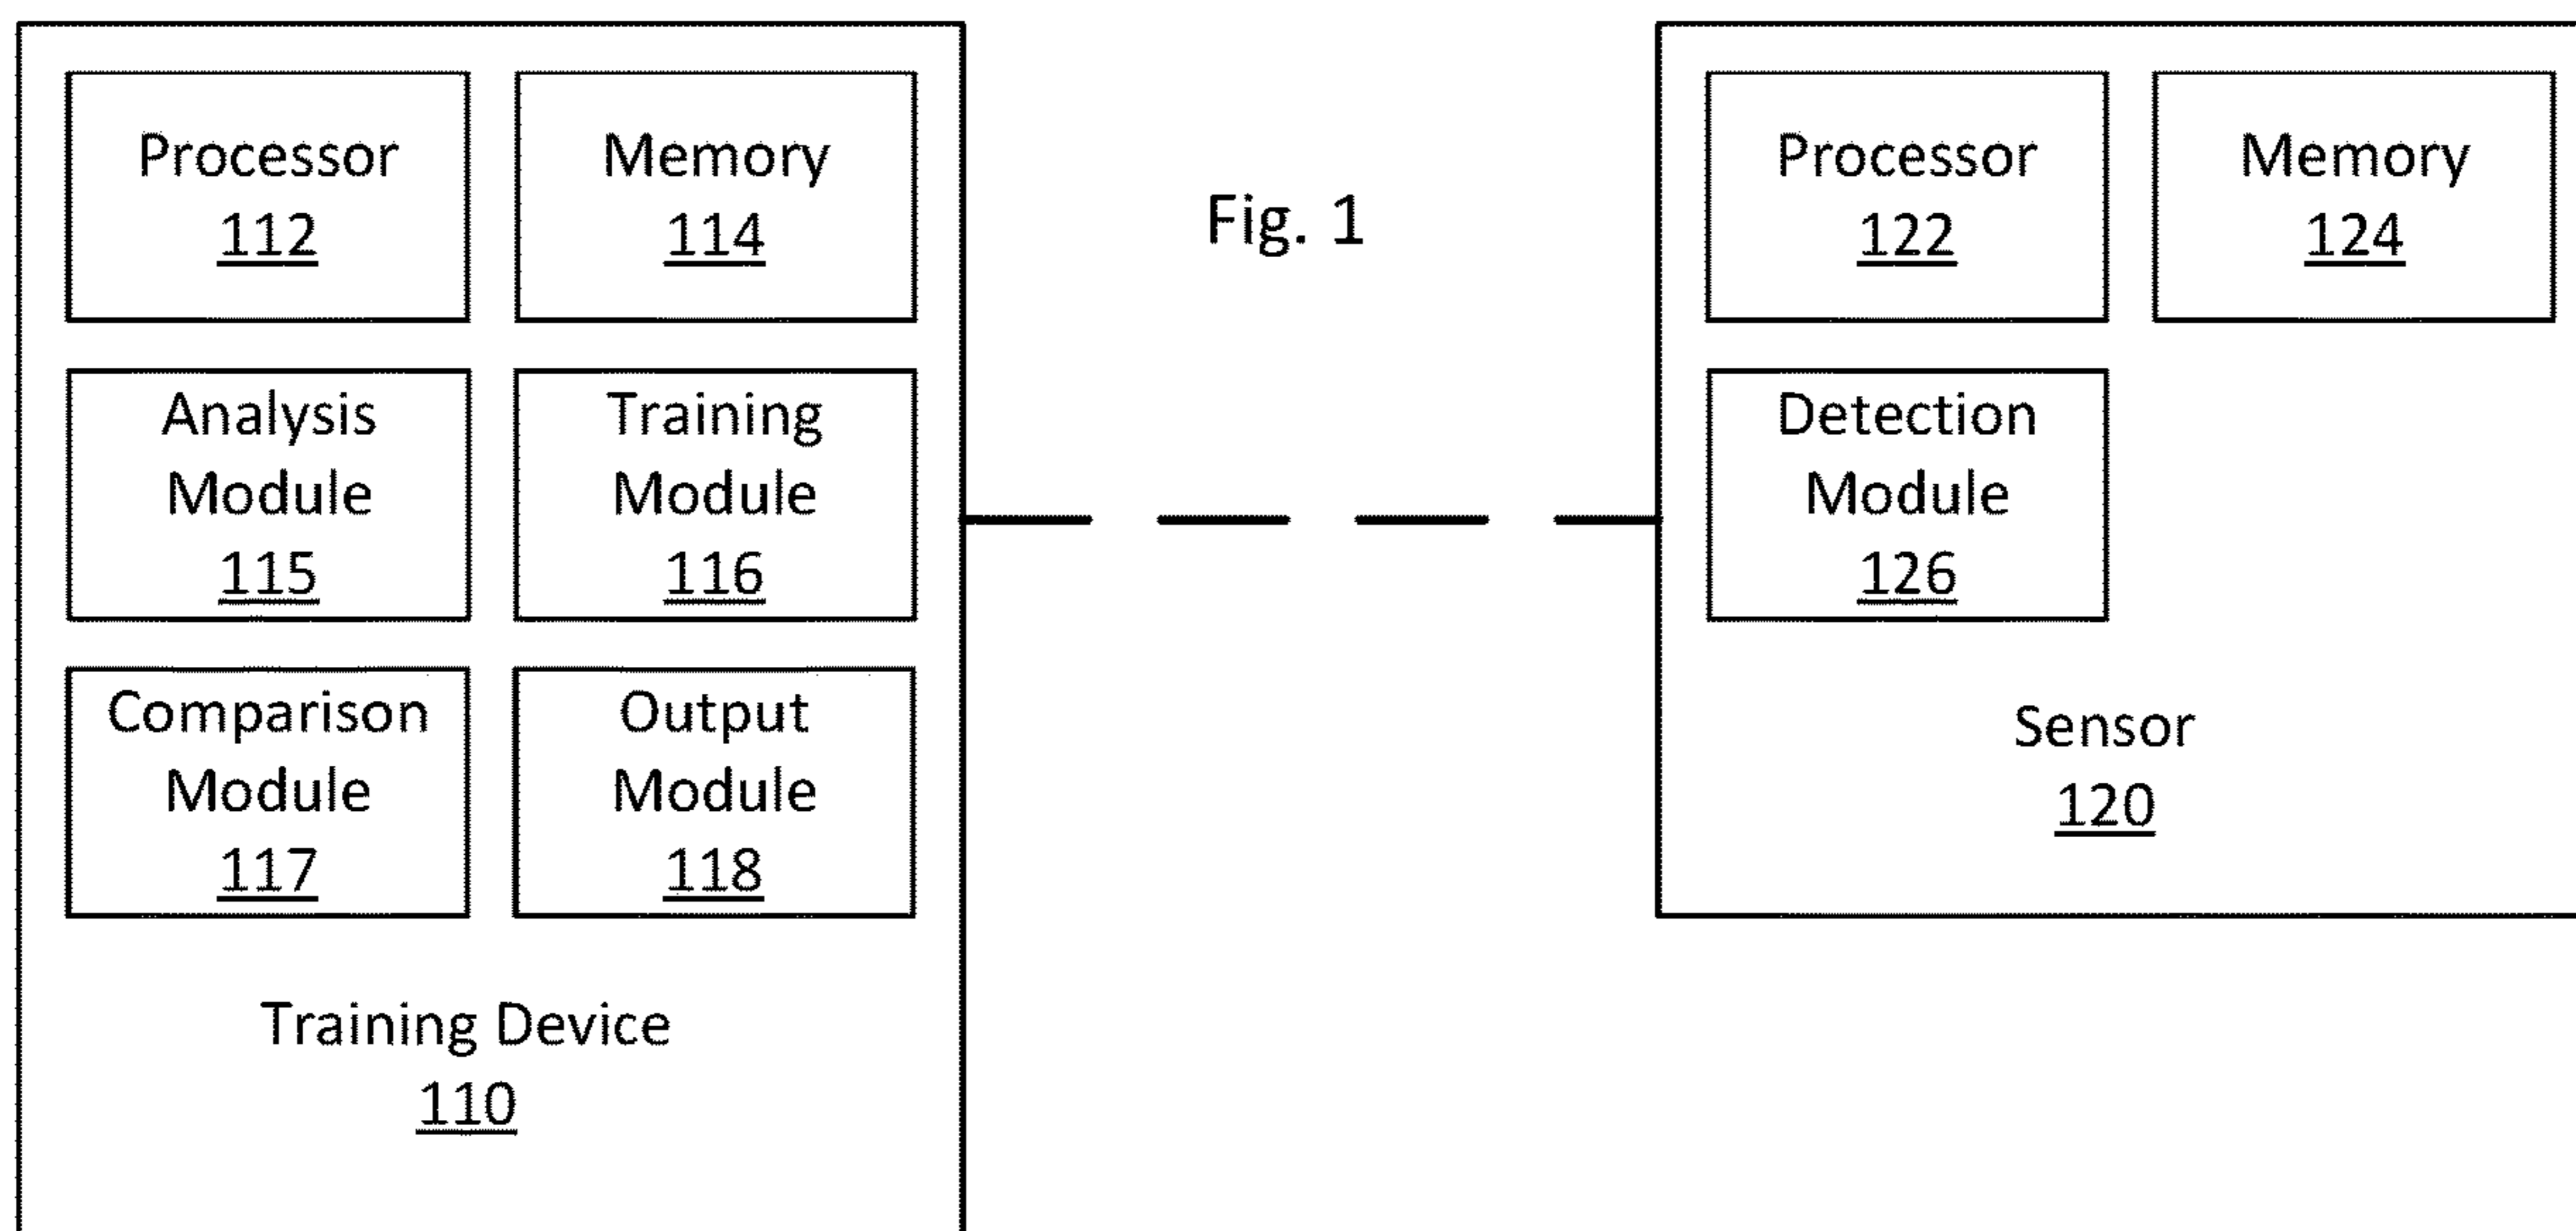 Processor
112
Memory
114
Analysis
Module
115
Training
Module
116
Comparison
Module
117
Output
Module
118
Training Device
110
Fig. 1
Processor
122
Memory
124
Detection
Module
126
Sensor
120